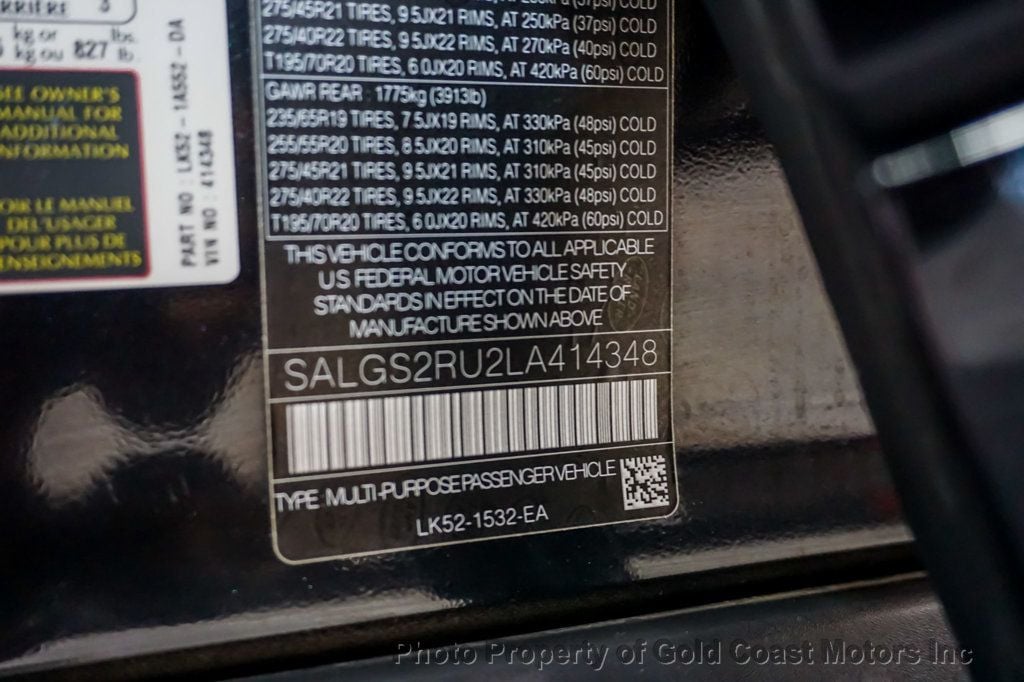 RRIÈRE 3
kg or lbs.
kg ou 827 lb.
SEE OWNER'S
MANUAL FOR
ADDITIONAL
INFORMATION
VOIR LE MANUEL
DE L'USAGER
POUR PLUS DE
RENSEIGNEMENTS
PART NO : LK52 - 1A552 - DA
VIN NO : 414348
275/45R21 TIRES, 9.5JX21 RIMS, AT 250kPa (37psi) COLD
275/40R22 TIRES, 9.5JX22 RIMS, AT 270kPa (40psi) COLD
T195/70R20 TIRES, 6.0JX20 RIMS, AT 420kPa (60psi) COLD
GAWR REAR : 1775kg (3913lb)
235/65R19 TIRES, 7.5JX19 RIMS, AT 330kPa (48psi) COLD
255/55R20 TIRES, 8.5JX20 RIMS, AT 310kPa (45psi) COLD
275/45R21 TIRES, 9.5JX21 RIMS, AT 310kPa (45psi) COLD
275/40R22 TIRES, 9.5JX22 RIMS, AT 330kPa (48psi) COLD
T195/70R20 TIRES, 6.0JX20 RIMS, AT 420kPa (60psi) COLD
THIS VEHICLE CONFORMS TO ALL APPLICABLE
US FEDERAL MOTOR VEHICLE SAFETY
STANDARDS IN EFFECT ON THE DATE OF
MANUFACTURE SHOWN ABOVE
SALGS2RU2LA414348
TYPE MULTI-PURPOSE PASSENGER VEHICLE
LK52-1532-EA
Photo Property of Gold Coast Motors Inc